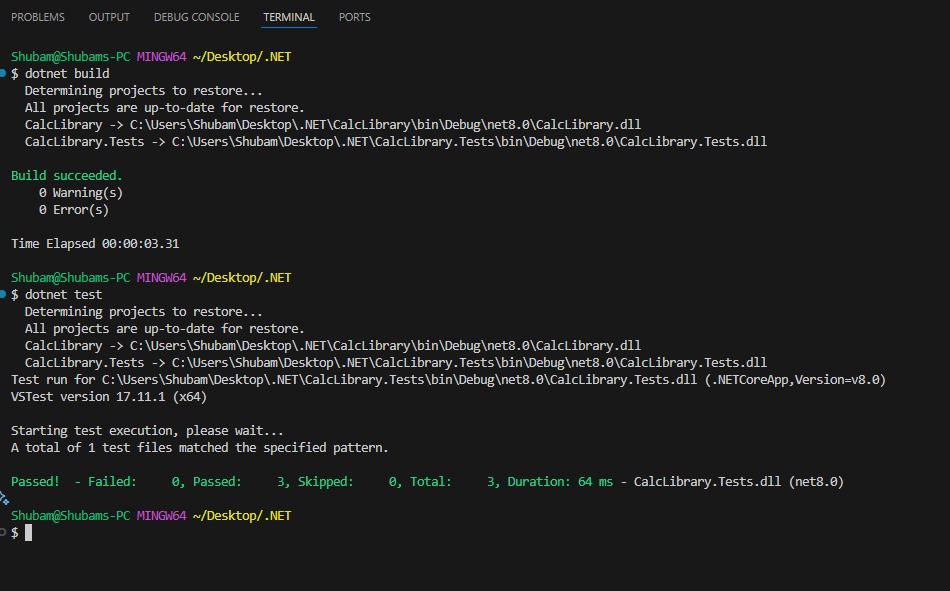 PROBLEMS OUTPUT DEBUG CONSOLE TERMINAL PORTS
Shubam@Shubams-PC MINGW64 ~/Desktop/.NET
$ dotnet build
  Determining projects to restore...
  All projects are up-to-date for restore.
  CalcLibrary -> C:\Users\Shubam\Desktop\.NET\CalcLibrary\bin\Debug\net8.0\CalcLibrary.dll
  CalcLibrary.Tests -> C:\Users\Shubam\Desktop\.NET\CalcLibrary.Tests\bin\Debug\net8.0\CalcLibrary.Tests.dll
Build succeeded.
    0 Warning(s)
    0 Error(s)
Time Elapsed 00:00:03.31
Shubam@Shubams-PC MINGW64 ~/Desktop/.NET
$ dotnet test
  Determining projects to restore...
  All projects are up-to-date for restore.
  CalcLibrary -> C:\Users\Shubam\Desktop\.NET\CalcLibrary\bin\Debug\net8.0\CalcLibrary.dll
  CalcLibrary.Tests -> C:\Users\Shubam\Desktop\.NET\CalcLibrary.Tests\bin\Debug\net8.0\CalcLibrary.Tests.dll
Test run for C:\Users\Shubam\Desktop\.NET\CalcLibrary.Tests\bin\Debug\net8.0\CalcLibrary.Tests.dll (.NETCoreApp,Version=v8.0)
VSTest version 17.11.1 (x64)
Starting test execution, please wait...
A total of 1 test files matched the specified pattern.
Passed!  - Failed:     0, Passed:     3, Skipped:     0, Total:     3, Duration: 64 ms - CalcLibrary.Tests.dll (net8.0)
Shubam@Shubams-PC MINGW64 ~/Desktop/.NET
$